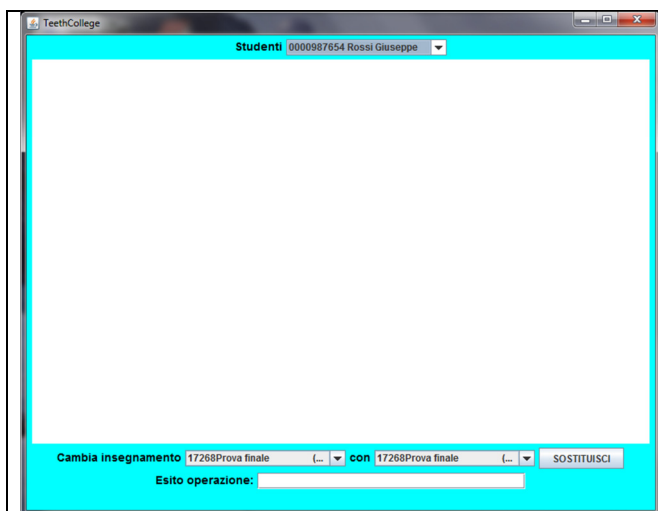 TeethCollege
Studenti 0000987654 Rossi Giuseppe
Cambia insegnamento 17268Prova finale (... con 17268Prova finale (... SOSTITUISCI
Esito operazione: